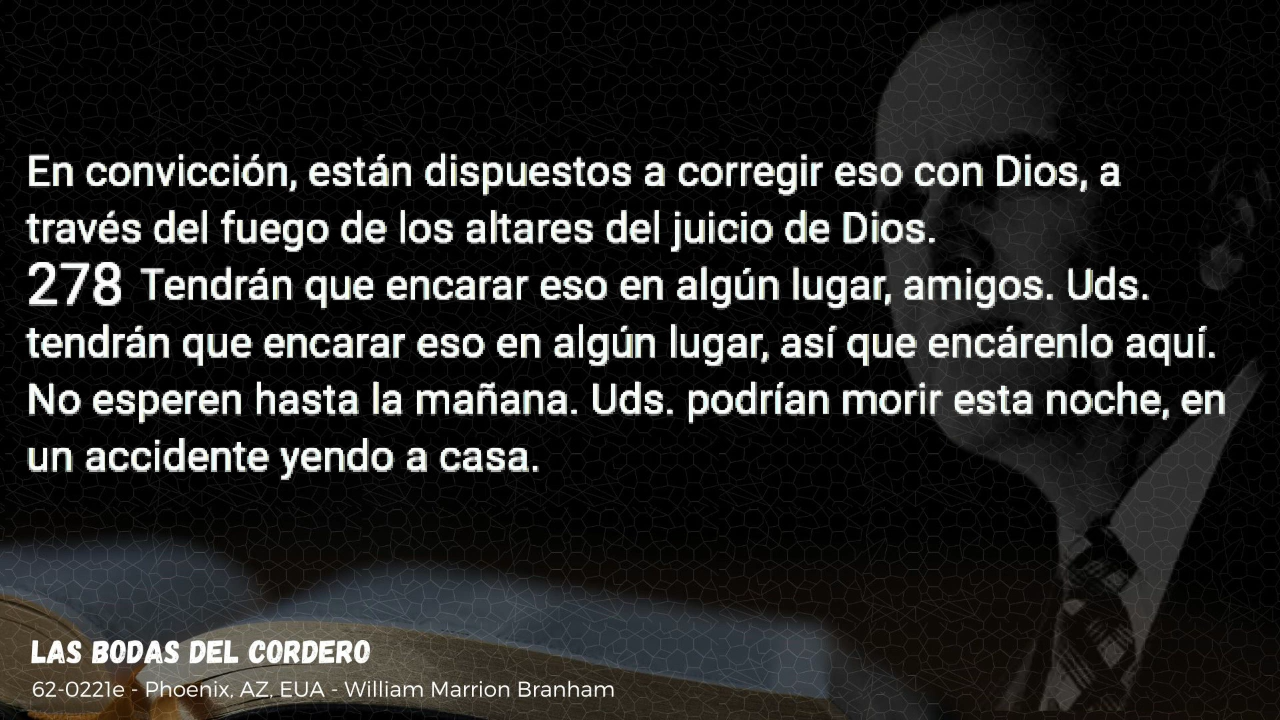 En convicción, están dispuestos a corregir eso con Dios, a
través del fuego de los altares del juicio de Dios.
278 Tendrán que encarar eso en algún lugar, amigos. Uds.
tendrán que encarar eso en algún lugar, así que encárenlo aquí.
No esperen hasta la mañana. Uds. podrían morir esta noche, en
un accidente yendo a casa.
LAS BODAS DEL CORDERO
62-0221e - Phoenix, AZ, EUA - William Marrion Branham